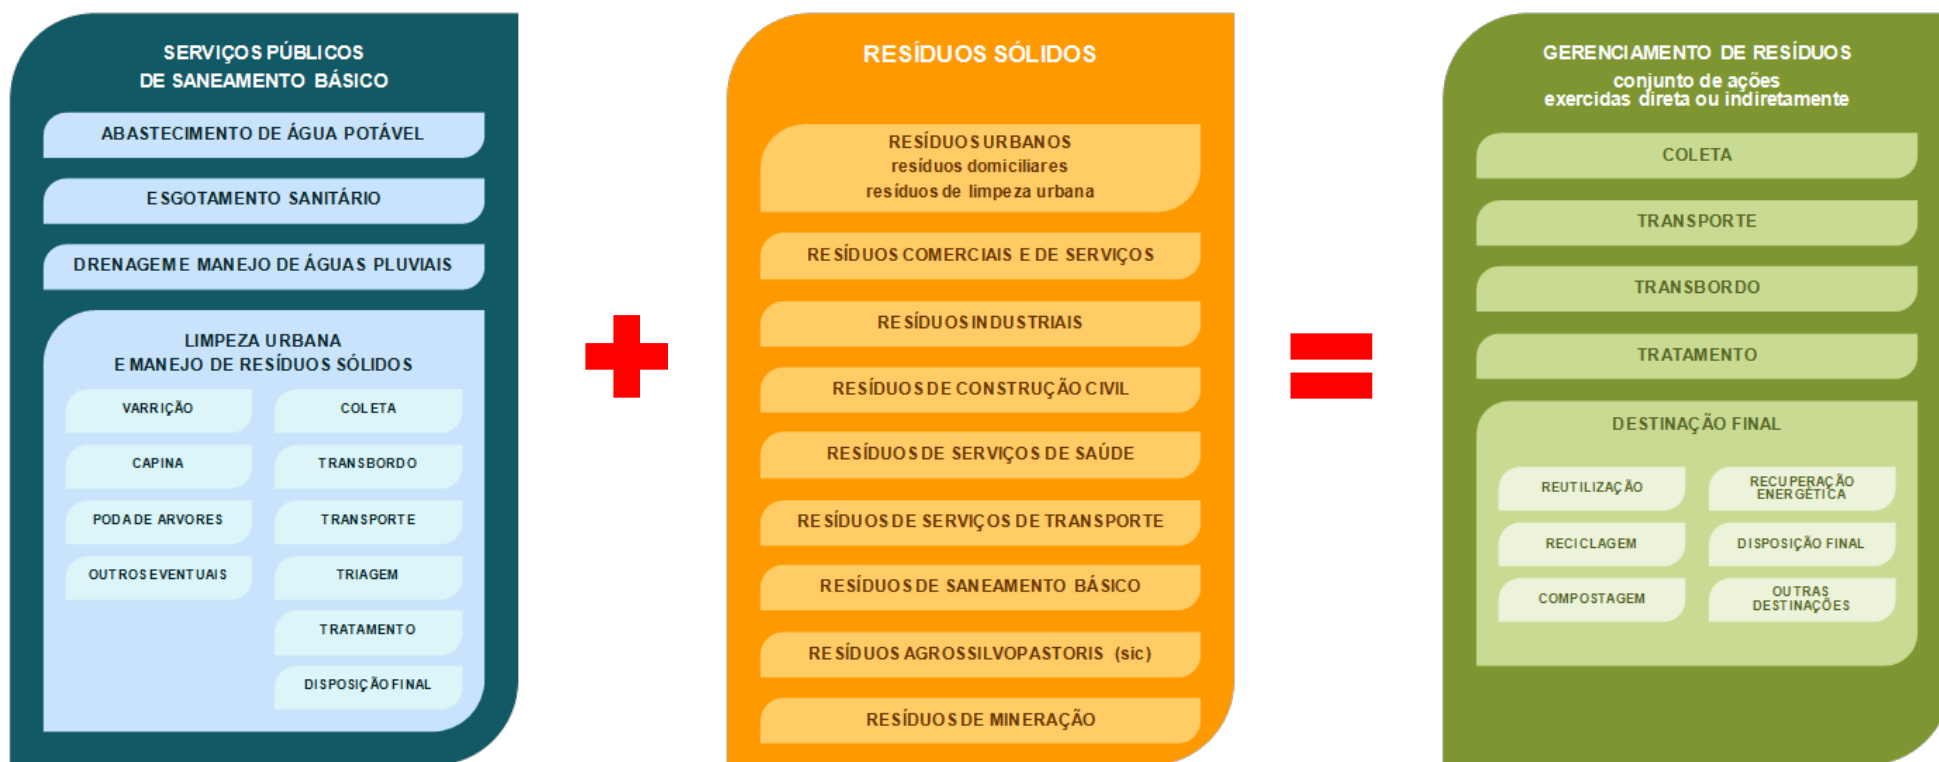 SERVIÇOS PÚBLICOS
DE SANEAMENTO BÁSICO
ABASTECIMENTO DE ÁGUA POTÁVEL
ESGOTAMENTO SANITÁRIO
DRENAGEM E MANEJO DE ÁGUAS PLUVIAIS
LIMPEZA URBANA
E MANEJO DE RESÍDUOS SÓLIDOS
VARRIÇÃO
CAPINA
PODA DE ARVORES
OUTROS EVENTUAIS
COLETA
TRANSBORDO
TRANSPORTE
TRIAGEM
TRATAMENTO
DISPOSIÇÃO FINAL
RESÍDUOS SÓLIDOS
RESÍDUOS URBANOS
resíduos domiciliares
resíduos de limpeza urbana
RESÍDUOS COMERCIAIS E DE SERVIÇOS
RESÍDUOS INDUSTRIAIS
RESÍDUOS DE CONSTRUÇÃO CIVIL
RESÍDUOS DE SERVIÇOS DE SAÚDE
RESÍDUOS DE SERVIÇOS DE TRANSPORTE
RESÍDUOS DE SANEAMENTO BÁSICO
RESÍDUOS AGROSSILVOPASTORIS (sic)
RESÍDUOS DE MINERAÇÃO
GERENCIAMENTO DE RESÍDUOS
conjunto de ações
exercidas direta ou indiretamente
COLETA
TRANSPORTE
TRANSBORDO
TRATAMENTO
DESTINAÇÃO FINAL
REUTILIZAÇÃO
RECICLAGEM
COMPOSTAGEM
RECUPERAÇÃO
ENERGÉTICA
DISPOSIÇÃO FINAL
OUTRAS
DESTINAÇÕES